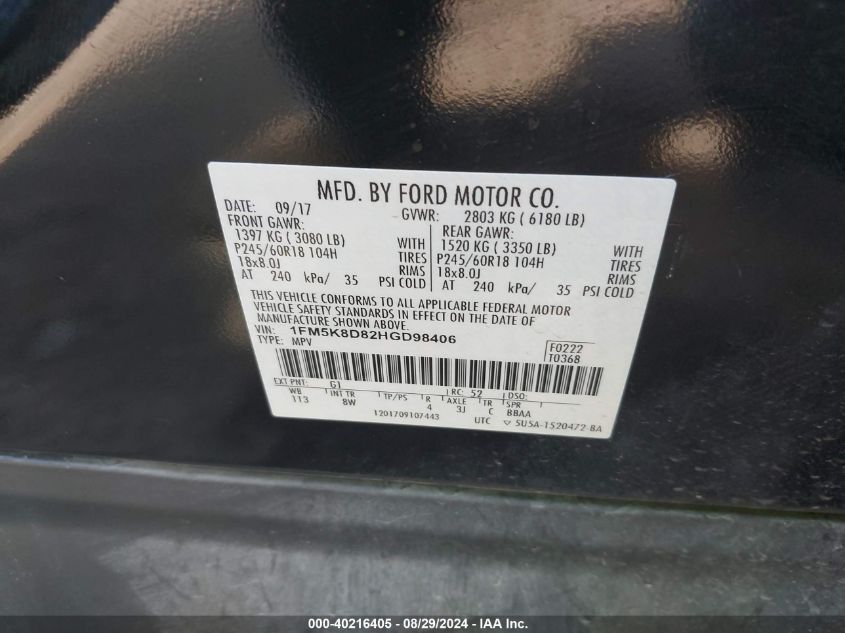 MFD. BY FORD MOTOR CO.
DATE: 09/17 GVWR: 2803 KG ( 6180 LB)
FRONT GAWR: REAR GAWR:
1397 KG ( 3080 LB) WITH 1520 KG ( 3350 LB) WITH
P245/60R18 104H TIRES P245/60R18 104H TIRES
18x8.0J RIMS 18x8.0J RIMS
AT 240 kPa/ 35 PSI COLD AT 240 kPa/ 35 PSI COLD
THIS VEHICLE CONFORMS TO ALL APPLICABLE FEDERAL MOTOR
VEHICLE SAFETY STANDARDS IN EFFECT ON THE DATE OF
MANUFACTURE SHOWN ABOVE.
VIN: 1FM5K8D82HGD98406
TYPE: MPV
F0222
T0368
EXT PNT: G1 RC: 52 DSO:
WB INT TR TP/PS R AXLE TR SPR
113 8W 4 3J C BBAA
1201709107443 UTC 5U5A-1520472-BA
000-40216405 - 08/29/2024 - IAA Inc.